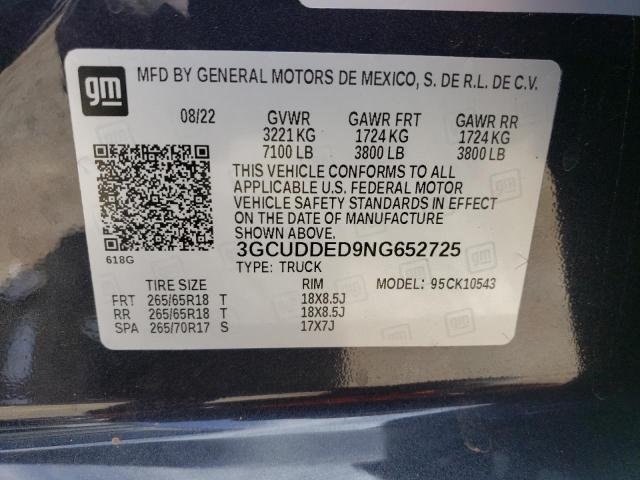 gm
MFD BY GENERAL MOTORS DE MEXICO, S. DE R.L. DE C.V.
08/22 GVWR GAWR FRT GAWR RR
3221 KG 1724 KG 1724 KG
7100 LB 3800 LB 3800 LB
THIS VEHICLE CONFORMS TO ALL
APPLICABLE U.S. FEDERAL MOTOR
VEHICLE SAFETY STANDARDS IN EFFECT
ON THE DATE OF MANUFACTURE
SHOWN ABOVE.
618G
3GCUDDED9NG652725
TYPE: TRUCK MODEL: 95CK10543
TIRE SIZE RIM
FRT 265/65R18 T 18X8.5J
RR 265/65R18 T 18X8.5J
SPA 265/70R17 S 17X7J